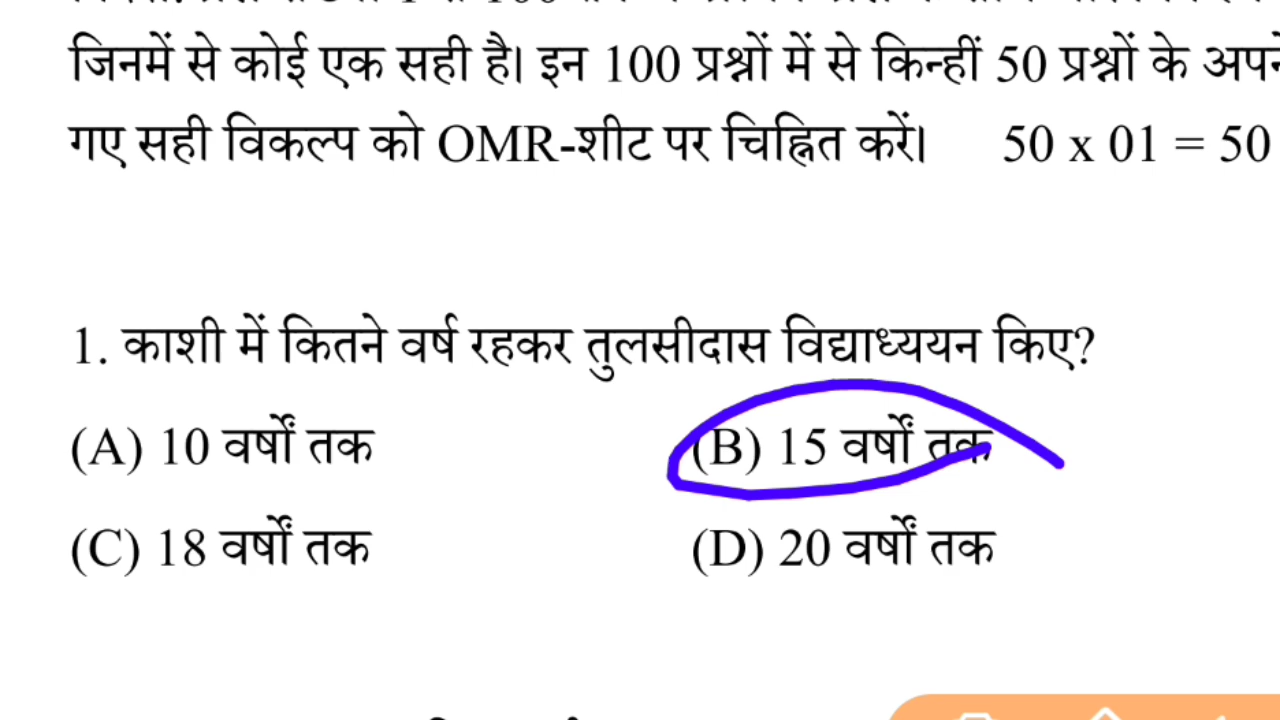 जिनमें से कोई एक सही है। इन 100 प्रश्नों में से किन्हीं 50 प्रश्नों के
गए सही विकल्प को OMR-शीट पर चिह्नित करें। 50 x 01 = 50
1. काशी में कितने वर्ष रहकर तुलसीदास विद्याध्ययन किए?
(A) 10 वर्षों तक (B) 15 वर्षों तक
(C) 18 वर्षों तक (D) 20 वर्षों तक